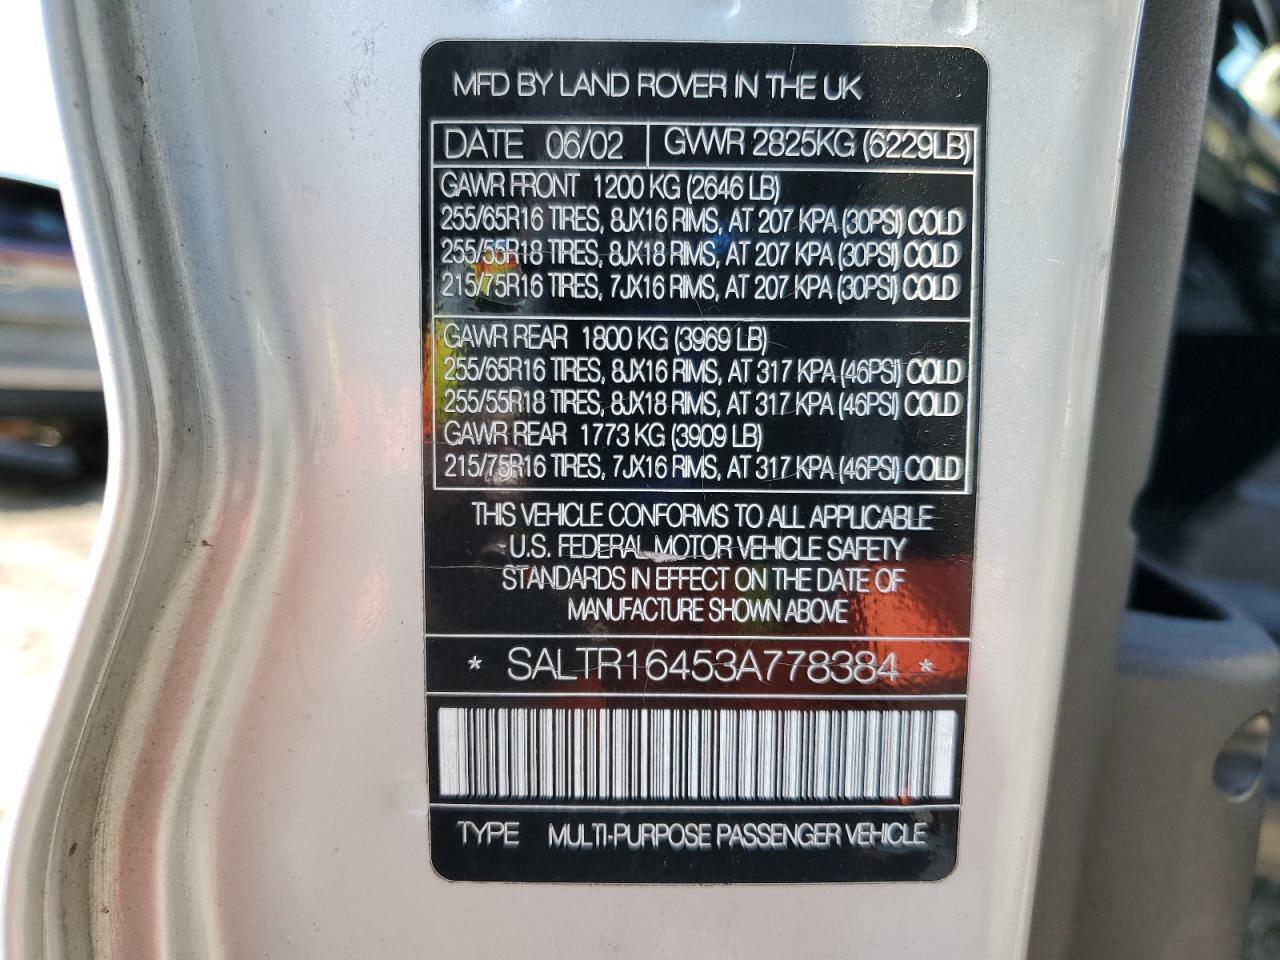 MFD BY LAND ROVER IN THE UK
DATE 06/02 GVWR 2825KG (6229LB)
GAWR FRONT 1200 KG (2646 LB)
255/65R16 TIRES, 8JX16 RIMS, AT 207 KPA (30PSI) COLD
255/55R18 TIRES, 8JX18 RIMS, AT 207 KPA (30PSI) COLD
215/75R16 TIRES, 7JX16 RIMS, AT 207 KPA (30PSI) COLD
GAWR REAR 1800 KG (3969 LB)
255/65R16 TIRES, 8JX16 RIMS, AT 317 KPA (46PSI) COLD
255/55R18 TIRES, 8JX18 RIMS, AT 317 KPA (46PSI) COLD
GAWR REAR 1773 KG (3909 LB)
215/75R16 TIRES, 7JX16 RIMS, AT 317 KPA (46PSI) COLD
THIS VEHICLE CONFORMS TO ALL APPLICABLE
U.S. FEDERAL MOTOR VEHICLE SAFETY
STANDARDS IN EFFECT ON THE DATE OF
MANUFACTURE SHOWN ABOVE
* SALTR16453A778384 *
TYPE MULTI-PURPOSE PASSENGER VEHICLE